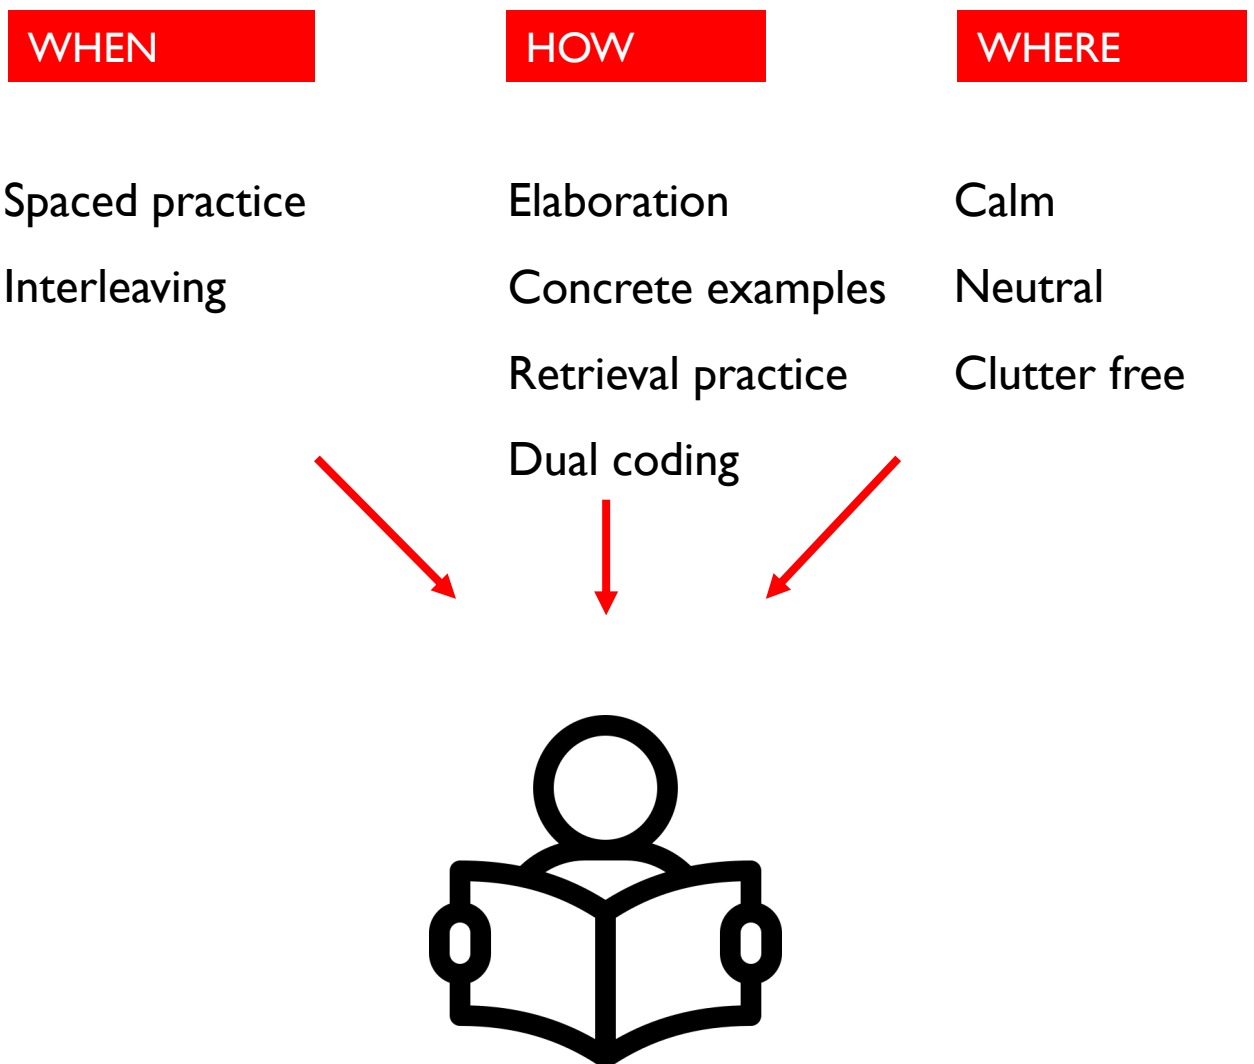 WHEN
HOW
WHERE
Spaced practice
Interleaving
Elaboration
Concrete examples
Retrieval practice
Dual coding
Calm
Neutral
Clutter free